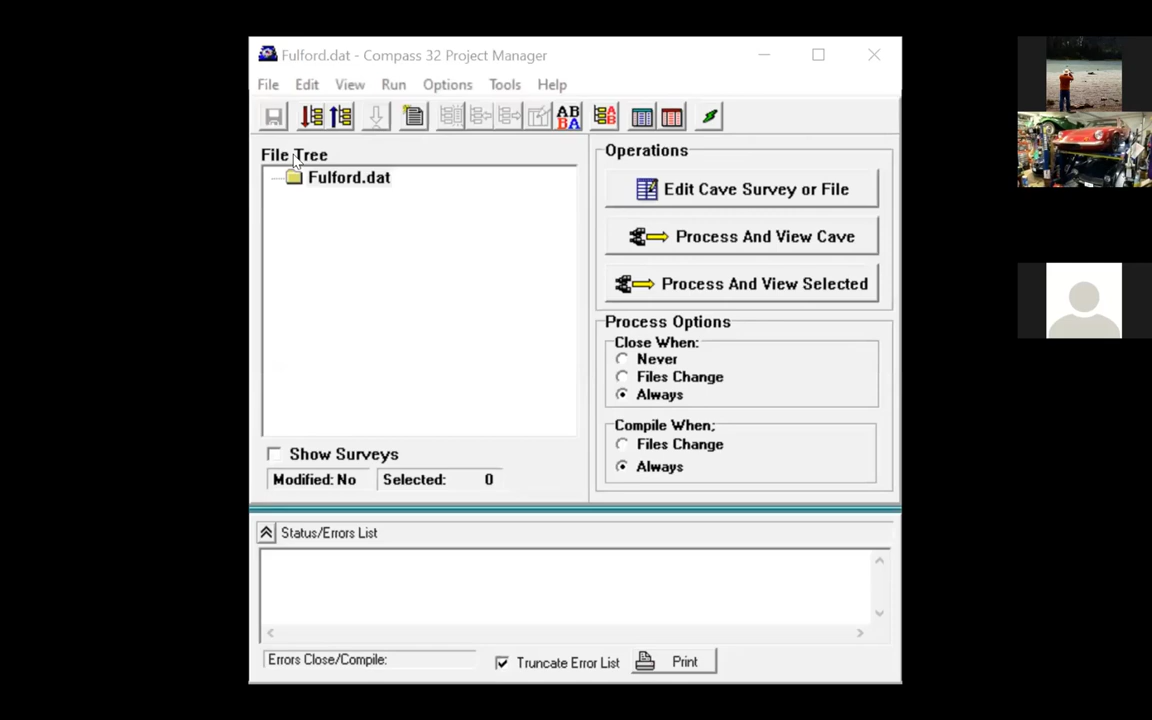 Fulford.dat - Compass 32 Project Manager
File Edit View Run Options Tools Help
AB
BA
File Tree
Fulford.dat
Show Surveys
Modified: No Selected: 0
Operations
Edit Cave Survey or File
Process And View Cave
Process And View Selected
Process Options
Close When:
Never
Files Change
Always
Compile When;
Files Change
Always
Status/Errors List
Errors Close/Compile:
Truncate Error List
Print